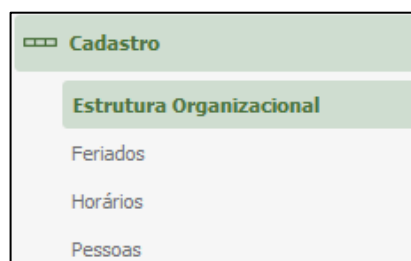 Cadastro
Estrutura Organizacional
Feriados
Horários
Pessoas